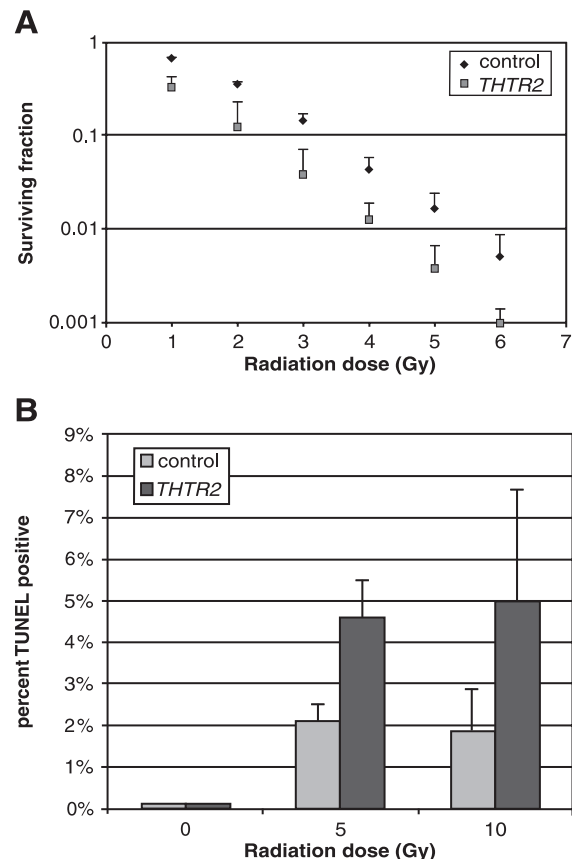 A
1
0.1
0.01
0.001
Surviving fraction
control
THTR2
0 1 2 3 4 5 6 7
Radiation dose (Gy)
B
9%
8%
7%
6%
5%
4%
3%
2%
1%
0%
percent TUNEL positive
control
THTR2
0 5 10
Radiation dose (Gy)